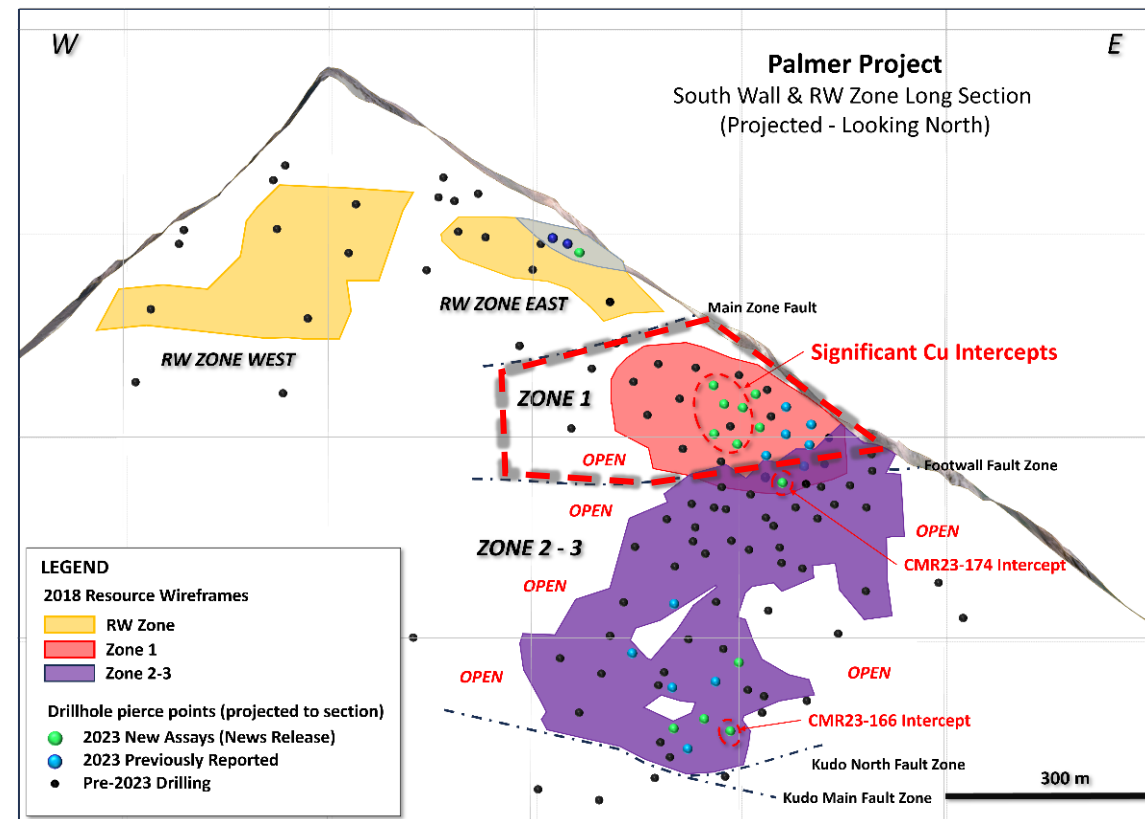 W
E
Palmer Project
South Wall & RW Zone Long Section
(Projected - Looking North)
RW ZONE EAST
Main Zone Fault
RW ZONE WEST
Significant Cu Intercepts
ZONE 1
OPEN
Footwall Fault Zone
OPEN
OPEN
ZONE 2 - 3
CMR23-174 Intercept
OPEN
OPEN
OPEN
CMR23-166 Intercept
Kudo North Fault Zone
Kudo Main Fault Zone
300 m
LEGEND
2018 Resource Wireframes
RW Zone
Zone 1
Zone 2-3
Drillhole pierce points (projected to section)
2023 New Assays (News Release)
2023 Previously Reported
Pre-2023 Drilling